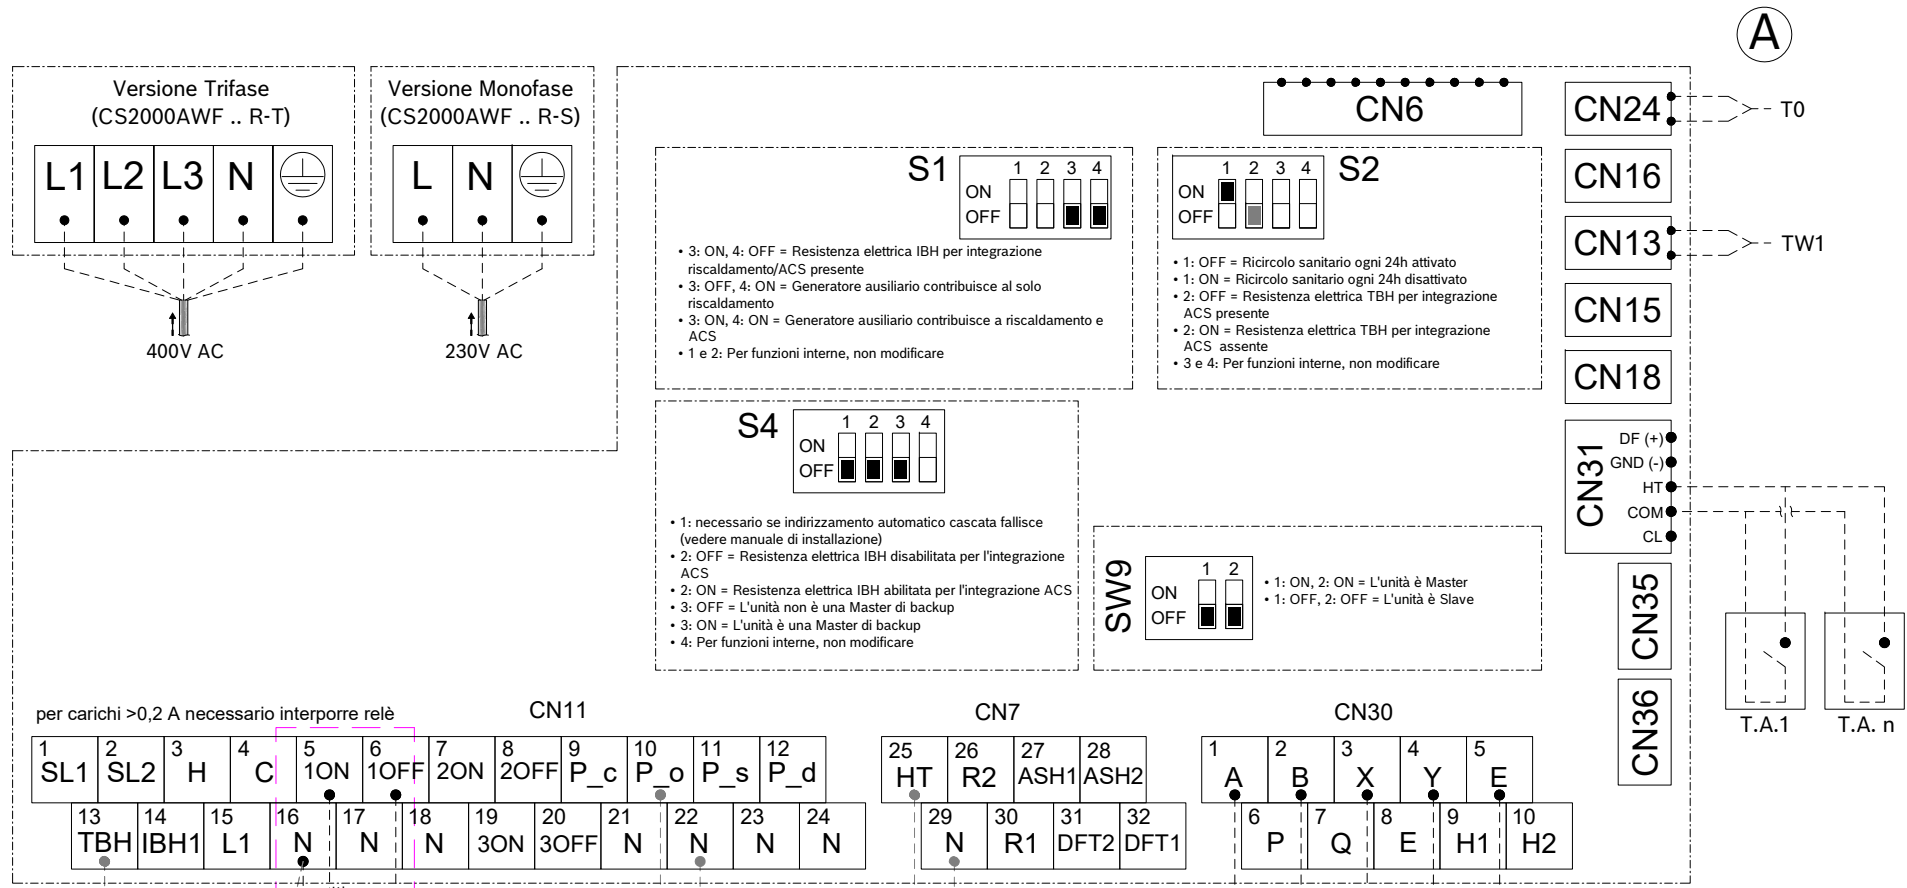 A
Versione Trifase
(CS2000AWF .. R-T)
L1 L2 L3 N
400V AC
Versione Monofase
(CS2000AWF .. R-S)
L N
230V AC
CN6
CN24
T0
CN16
CN13
TW1
CN15
CN18
S1
1 2 3 4
ON
OFF
• 3: ON, 4: OFF = Resistenza elettrica IBH per integrazione
riscaldamento/ACS presente
• 3: OFF, 4: ON = Generatore ausiliario contribuisce al solo
riscaldamento
• 3: ON, 4: ON = Generatore ausiliario contribuisce a riscaldamento e
ACS
• 1 e 2: Per funzioni interne, non modificare
S2
1 2 3 4
ON
OFF
• 1: OFF = Ricircolo sanitario ogni 24h attivato
• 1: ON = Ricircolo sanitario ogni 24h disattivato
• 2: OFF = Resistenza elettrica TBH per integrazione
ACS presente
• 2: ON = Resistenza elettrica TBH per integrazione
ACS assente
• 3 e 4: Per funzioni interne, non modificare
S4
1 2 3 4
ON
OFF
• 1: necessario se indirizzamento automatico cascata fallisce
(vedere manuale di installazione)
• 2: OFF = Resistenza elettrica IBH disabilitata per l'integrazione
ACS
• 2: ON = Resistenza elettrica IBH abilitata per l'integrazione ACS
• 3: OFF = L'unità non è una Master di backup
• 3: ON = L'unità è una Master di backup
• 4: Per funzioni interne, non modificare
SW9
1 2
ON
OFF
• 1: ON, 2: ON = L'unità è Master
• 1: OFF, 2: OFF = L'unità è Slave
CN31
DF (+)
GND (-)
HT
COM
CL
CN35
CN36
T.A.1
T.A. n
per carichi >0,2 A necessario interporre relè
CN11
1 SL1 2 SL2 3 H 4 C 5 1ON 6 1OFF 7 2ON 8 2OFF 9 P_c 10 P_o 11 P_s 12 P_d
13 TBH 14 IBH1 15 L1 16 N 17 N 18 N 19 3ON 20 3OFF 21 N 22 N 23 N 24 N
CN7
25 HT 26 R2 27 ASH1 28 ASH2
29 N 30 R1 31 DFT2 32 DFT1
CN30
1 A 2 B 3 X 4 Y 5 E
6 P 7 Q 8 E 9 H1 10 H2